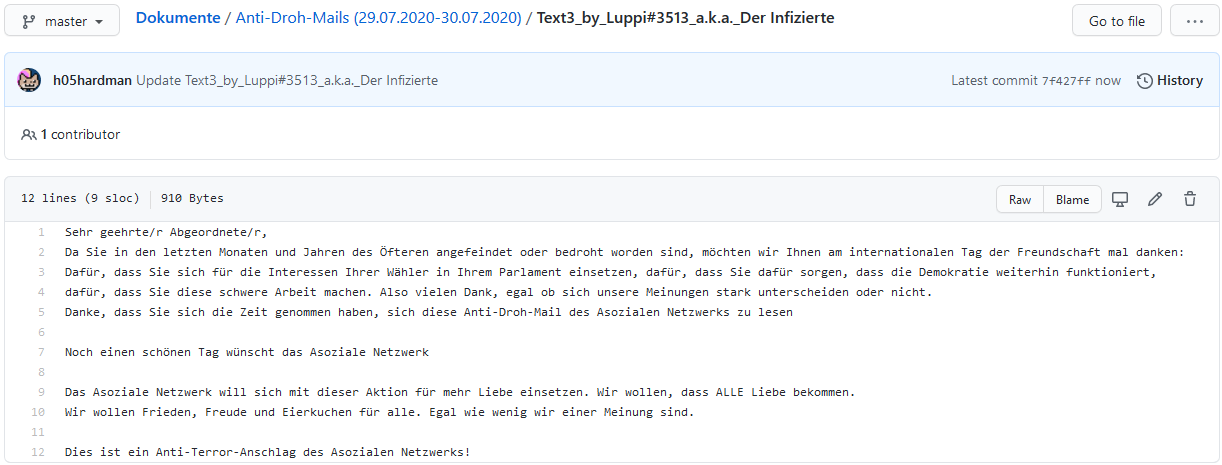 master
Dokumente / Anti-Droh-Mails (29.07.2020-30.07.2020) / Text3_by_Luppi#3513_a.k.a._Der Infizierte
Go to file
...
h05hardman Update Text3_by_Luppi#3513_a.k.a._Der Infizierte
Latest commit 7f427ff now
History
1 contributor
12 lines (9 sloc) | 910 Bytes
Raw
Blame
1 Sehr geehrte/r Abgeordnete/r,
2 Da Sie in den letzten Monaten und Jahren des Öfteren angefeindet oder bedroht worden sind, möchten wir Ihnen am internationalen Tag der Freundschaft mal danken:
3 Dafür, dass Sie sich für die Interessen Ihrer Wähler in Ihrem Parlament einsetzen, dafür, dass Sie dafür sorgen, dass die Demokratie weiterhin funktioniert,
4 dafür, dass Sie diese schwere Arbeit machen. Also vielen Dank, egal ob sich unsere Meinungen stark unterscheiden oder nicht.
5 Danke, dass Sie sich die Zeit genommen haben, sich diese Anti-Droh-Mail des Asozialen Netzwerks zu lesen
6
7 Noch einen schönen Tag wünscht das Asoziale Netzwerk
8
9 Das Asoziale Netzwerk will sich mit dieser Aktion für mehr Liebe einsetzen. Wir wollen, dass ALLE Liebe bekommen.
10 Wir wollen Frieden, Freude und Eierkuchen für alle. Egal wie wenig wir einer Meinung sind.
11
12 Dies ist ein Anti-Terror-Anschlag des Asozialen Netzwerks!